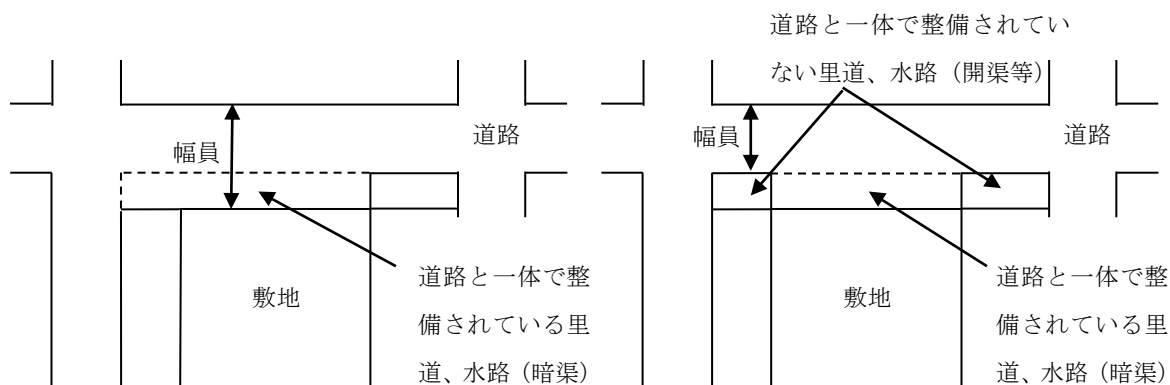 道路と一体で整備されてい
ない里道、水路（開渠等）
道路
幅員
敷地
道路と一体で整
備されている里
道、水路（暗渠）
道路
幅員
敷地
道路と一体で整
備されている里
道、水路（暗渠）